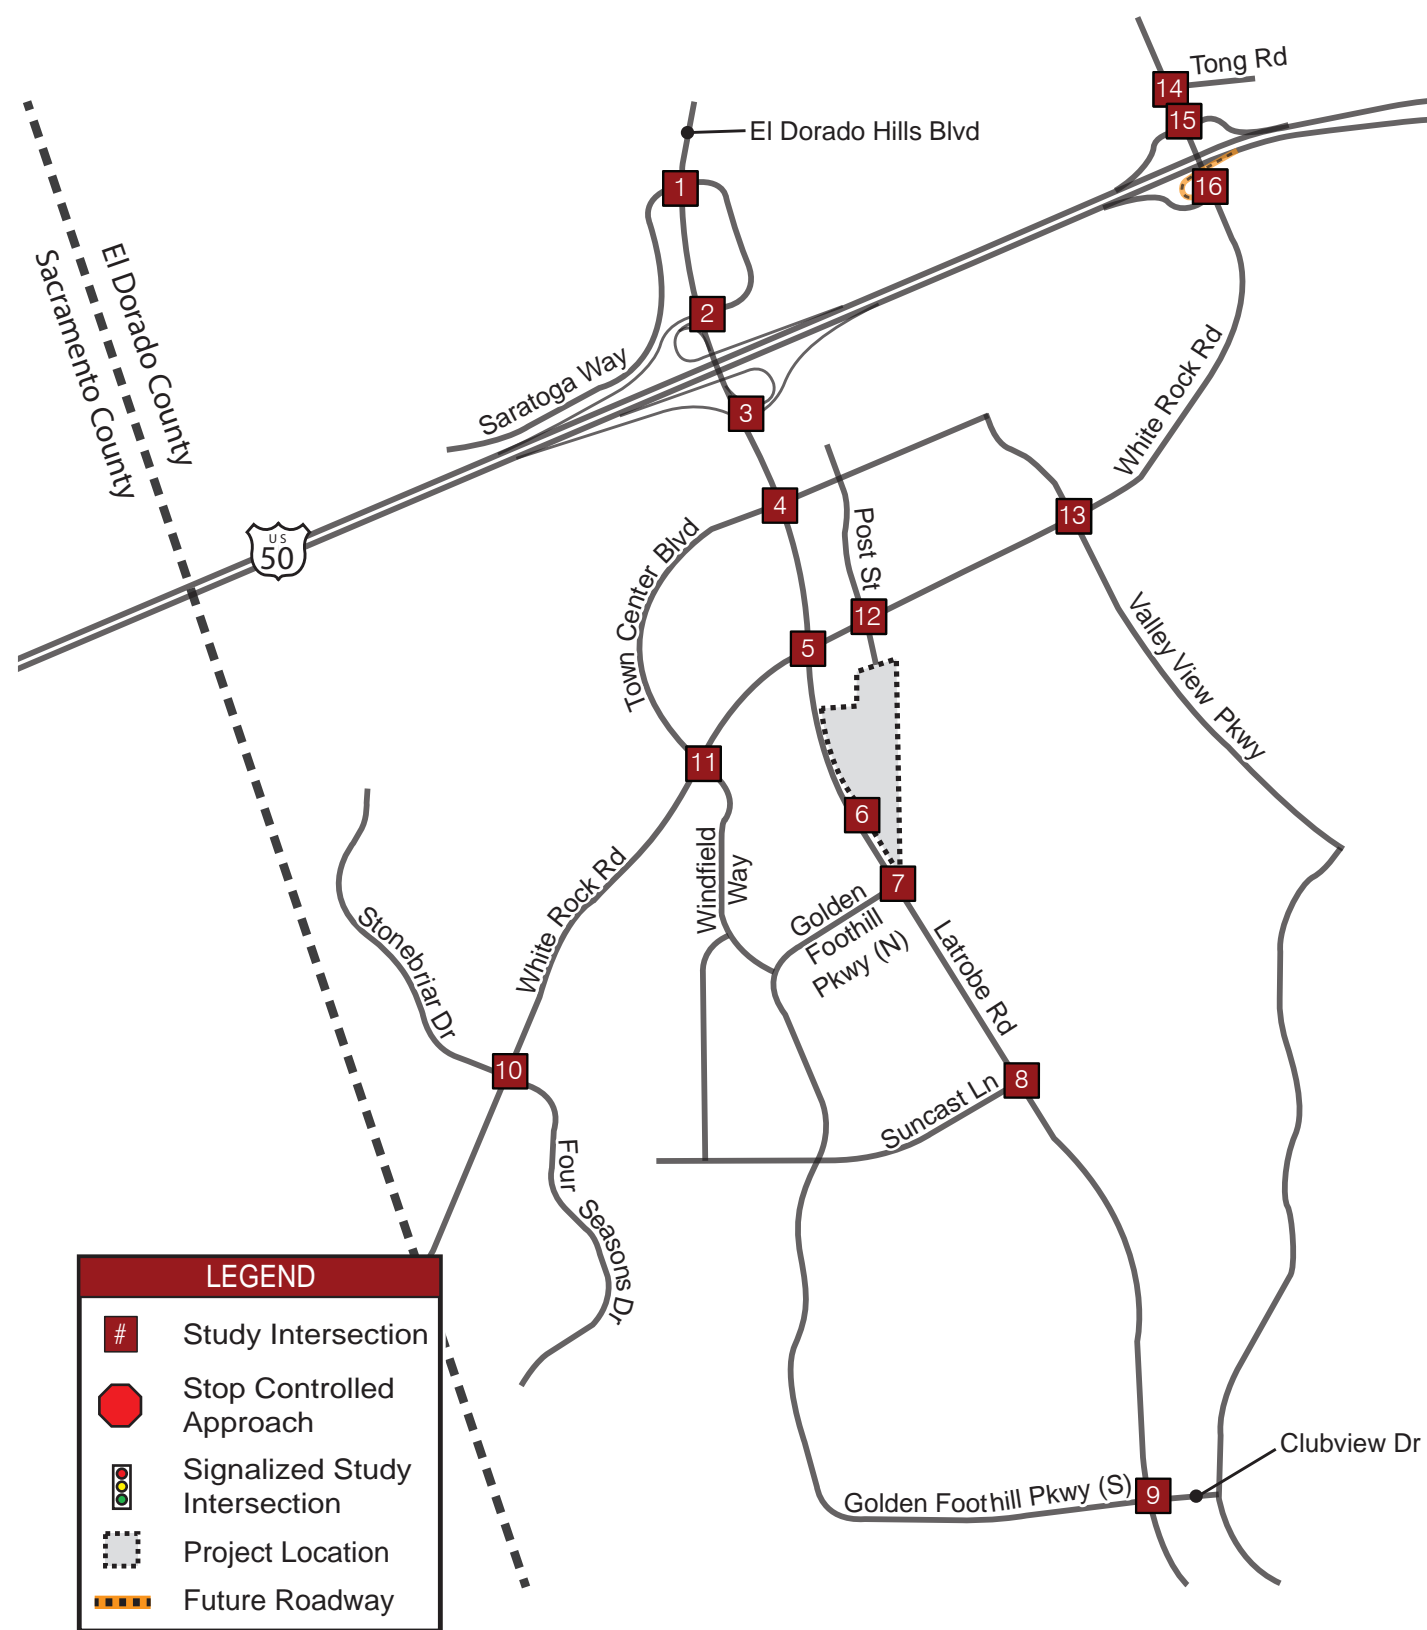 Tong Rd
14
15
El Dorado Hills Blvd
1
16
El Dorado County
Sacramento County
2
Saratoga Way
3
White Rock Rd
4
13
US
50
Town Center Blvd
Post St
12
5
Valley View Pkwy
11
6
Windfield
Way
7
Golden
Foothill
Pkwy (N)
White Rock Rd
Stonebriar Dr
Latrobe Rd
10
8
Suncast Ln
Four Seasons Dr
LEGEND
#
Study Intersection
Stop Controlled
Approach
Signalized Study
Intersection
Project Location
Future Roadway
Clubview Dr
Golden Foothill Pkwy (S)
9